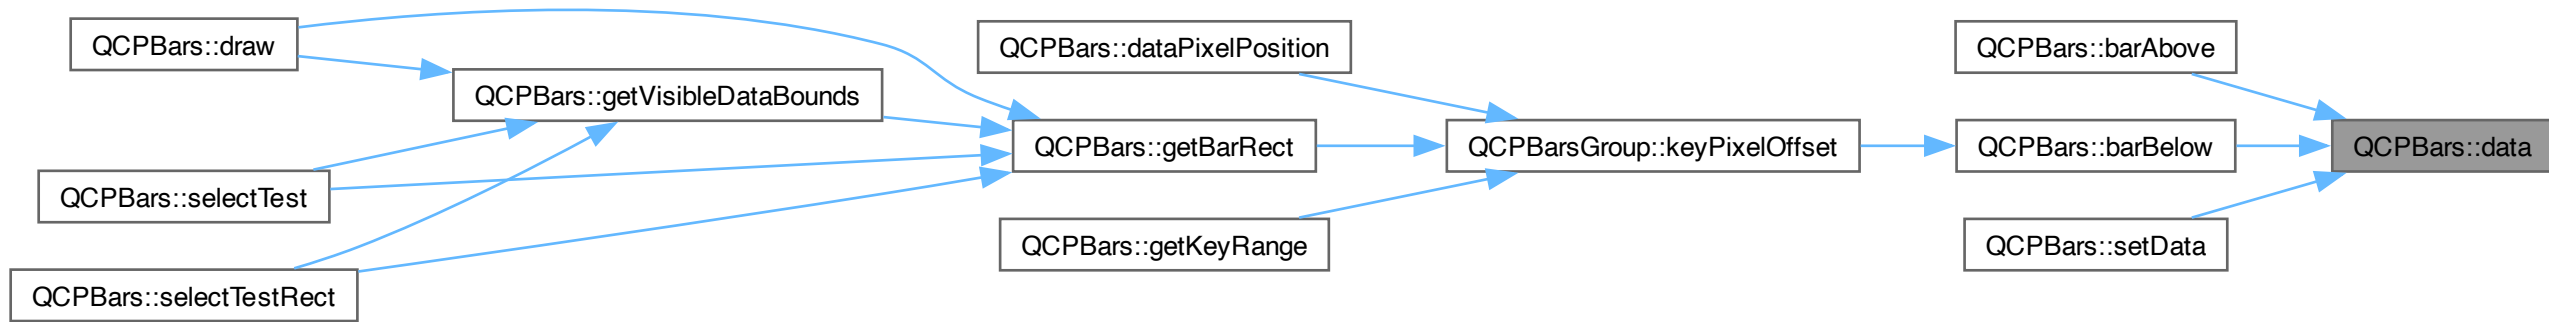 QCPBars::draw
QCPBars::getVisibleDataBounds
QCPBars::selectTest
QCPBars::selectTestRect
QCPBars::dataPixelPosition
QCPBars::getBarRect
QCPBars::getKeyRange
QCPBarsGroup::keyPixelOffset
QCPBars::barAbove
QCPBars::barBelow
QCPBars::setData
QCPBars::data